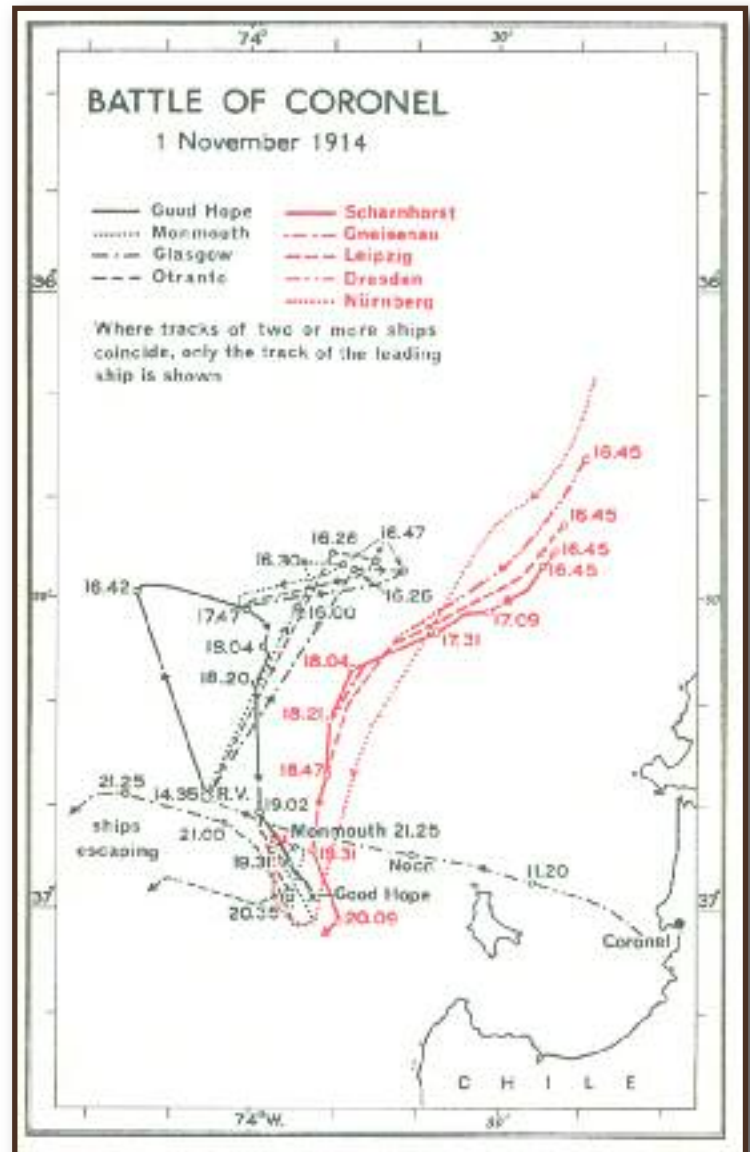 74°
30'
BATTLE OF CORONEL
1 November 1914
Good Hope
Monmouth
Glasgow
Otranto
Scharnhorst
Gneisenau
Leipzig
Dresden
Nürnberg
36°
36°
Where tracks of two or more ships
coincide, only the track of the leading
ship is shown
16.45
16.45
16.45
16.45
16.47
16.26
16.30
16.42
16.26
16.00
17.47
30'
17.09
17.31
18.04
18.20
18.04
18.21
18.47
21.25
14.35
R.V.
19.02
ships
escaping
21.00
Monmouth 21.25
19.31
19.31
Noon
11.20
37°
Good Hope
20.35
20.09
37°
Coronel
CHILE
74°W.
30'